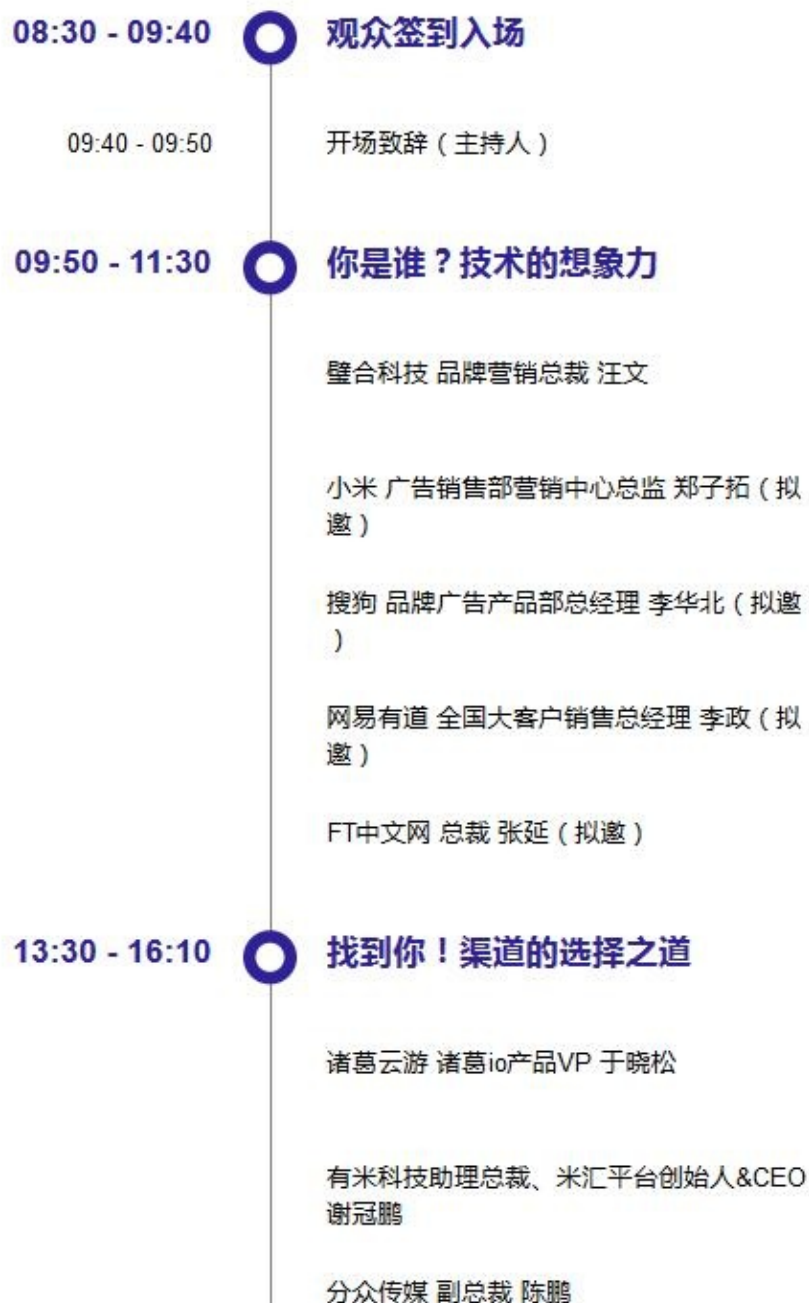 08:30 - 09:40 观众签到入场
09:40 - 09:50 开场致辞（主持人）
09:50 - 11:30 你是谁？技术的想象力
璧合科技 品牌营销总裁 汪文
小米 广告销售部营销中心总监 郑子拓（拟
邀）
搜狗 品牌广告产品部总经理 李华北（拟邀
）
网易有道 全国大客户销售总经理 李政（拟
邀）
FT中文网 总裁 张延（拟邀）
13:30 - 16:10 找到你！渠道的选择之道
诸葛云游 诸葛io产品VP 于晓松
有米科技助理总裁、米汇平台创始人&CEO
谢冠鹏
分众传媒 副总裁 陈鹏